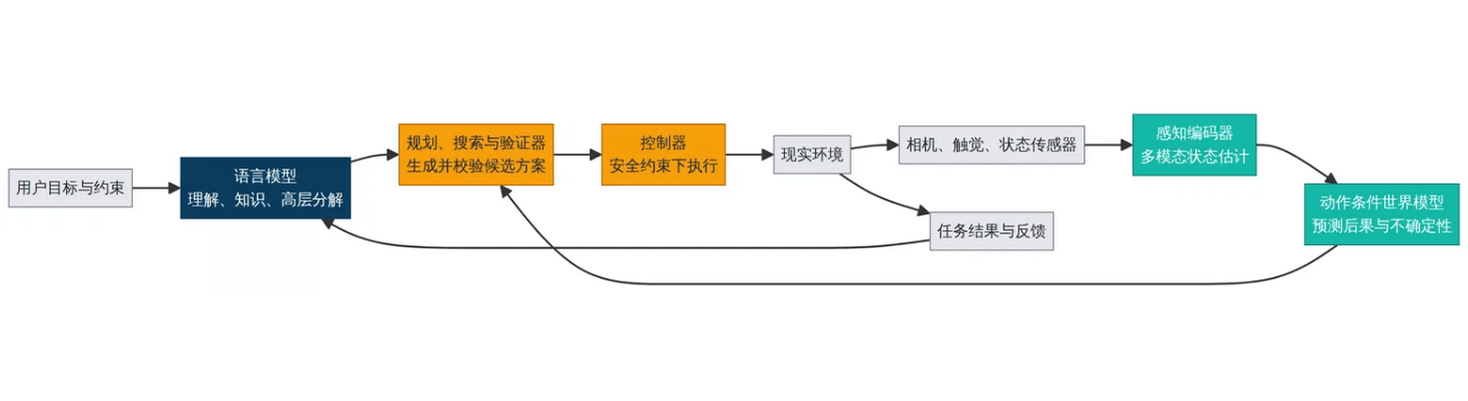 用户目标与约束
语言模型
理解、知识、高层分解
规划、搜索与验证器
生成并校验候选方案
控制器
安全约束下执行
现实环境
相机、触觉、状态传感器
任务结果与反馈
感知编码器
多模态状态估计
动作条件世界模型
预测后果与不确定性